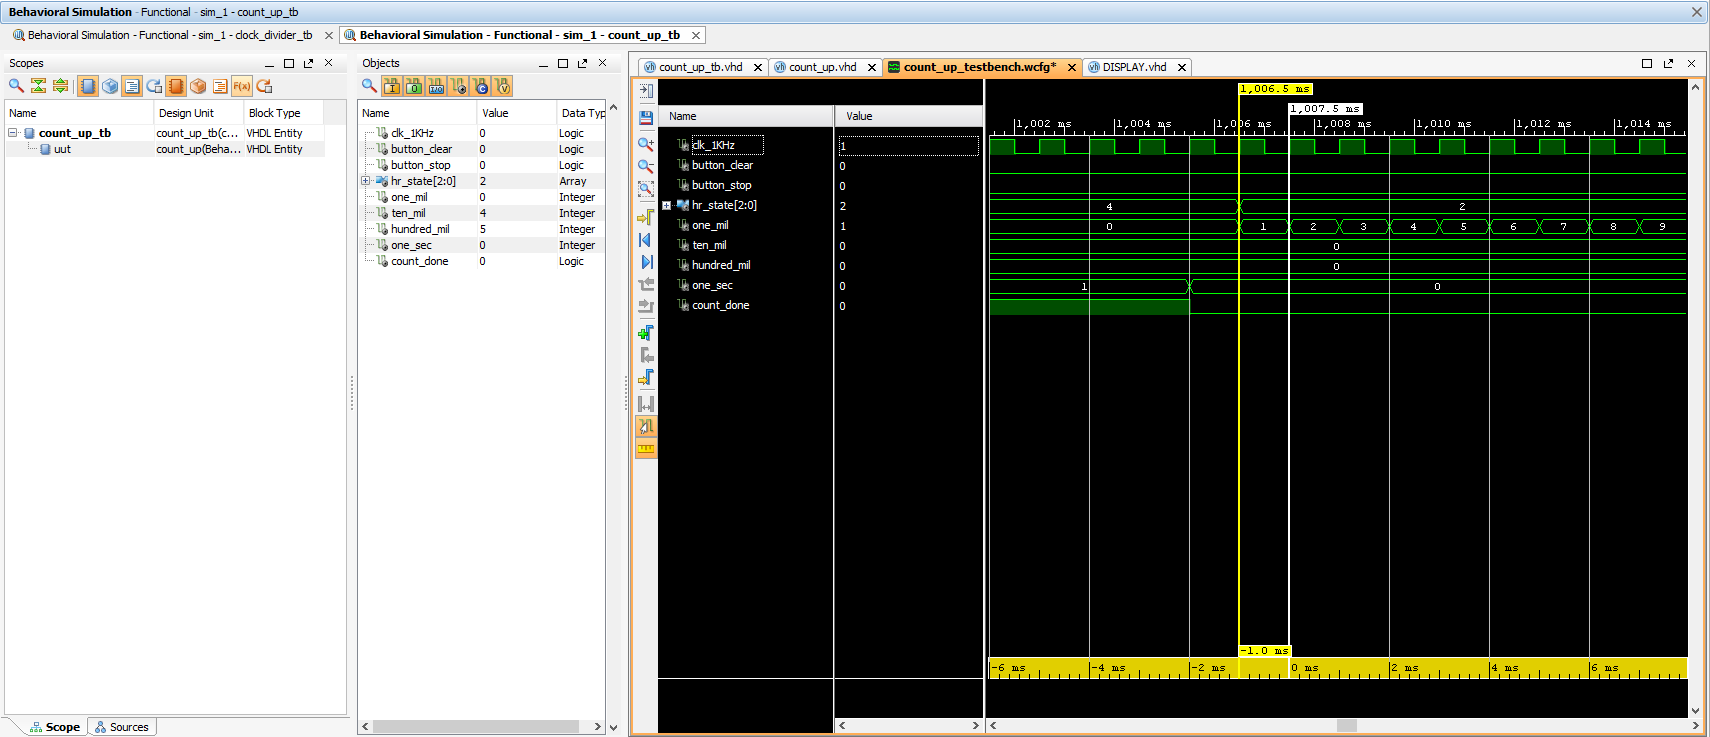 Behavioral Simulation - Functional - sim_1 - count_up_tb
Behavioral Simulation - Functional - sim_1 - clock_divider_tb
Behavioral Simulation - Functional - sim_1 - count_up_tb
Scopes
F(x)
Name Design Unit Block Type
count_up_tb count_up_tb(c... VHDL Entity
uut count_up(Beha... VHDL Entity
Scope
Sources
Objects
Name Value Data Typ
clk_1KHz 0 Logic
button_clear 0 Logic
button_stop 0 Logic
hr_state[2:0] 2 Array
one_mil 0 Integer
ten_mil 4 Integer
hundred_mil 5 Integer
one_sec 0 Integer
count_done 0 Logic
count_up_tb.vhd
count_up.vhd
count_up_testbench.wcfg*
DISPLAY.vhd
Name Value
clk_1KHz 1
button_clear 0
button_stop 0
hr_state[2:0] 2
one_mil 1
ten_mil 0
hundred_mil 0
one_sec 0
count_done 0
1,006.5 ms
1,007.5 ms
1,002 ms 1,004 ms 1,006 ms 1,008 ms 1,010 ms 1,012 ms 1,014 ms
4 2
0 1 2 3 4 5 6 7 8 9
0
0
1 0
-1.0 ms
-6 ms -4 ms -2 ms 0 ms 2 ms 4 ms 6 ms